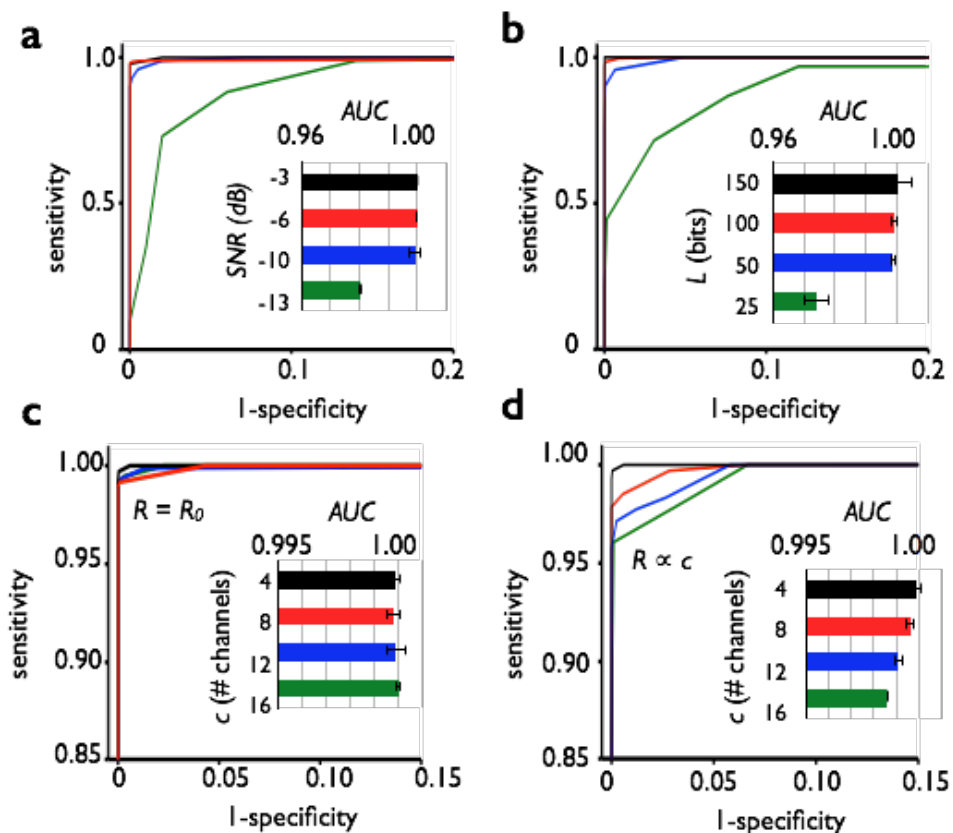 a
1.0
0.5
0
sensitivity
0
0.1
0.2
1-specificity
AUC
0.96
1.00
SNR (dB)
-3
-6
-10
-13
b
1.0
0.5
0
sensitivity
0
0.1
0.2
1-specificity
AUC
0.96
1.00
L (bits)
150
100
50
25
c
1.00
0.95
0.90
0.85
sensitivity
0
0.05
0.10
0.15
1-specificity
R = R₀
AUC
0.995
1.00
c (# channels)
4
8
12
16
d
1.00
0.95
0.90
0.85
sensitivity
0
0.05
0.10
0.15
1-specificity
R ∝ c
AUC
0.995
1.00
c (# channels)
4
8
12
16